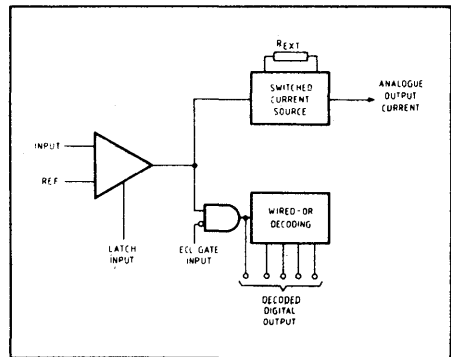 REXT
SWITCHED
CURRENT
SOURCE
ANALOGUE
OUTPUT
CURRENT
INPUT
REF
LATCH
INPUT
ECL GATE
INPUT
WIRED-OR
DECODING
DECODED
DIGITAL
OUTPUT